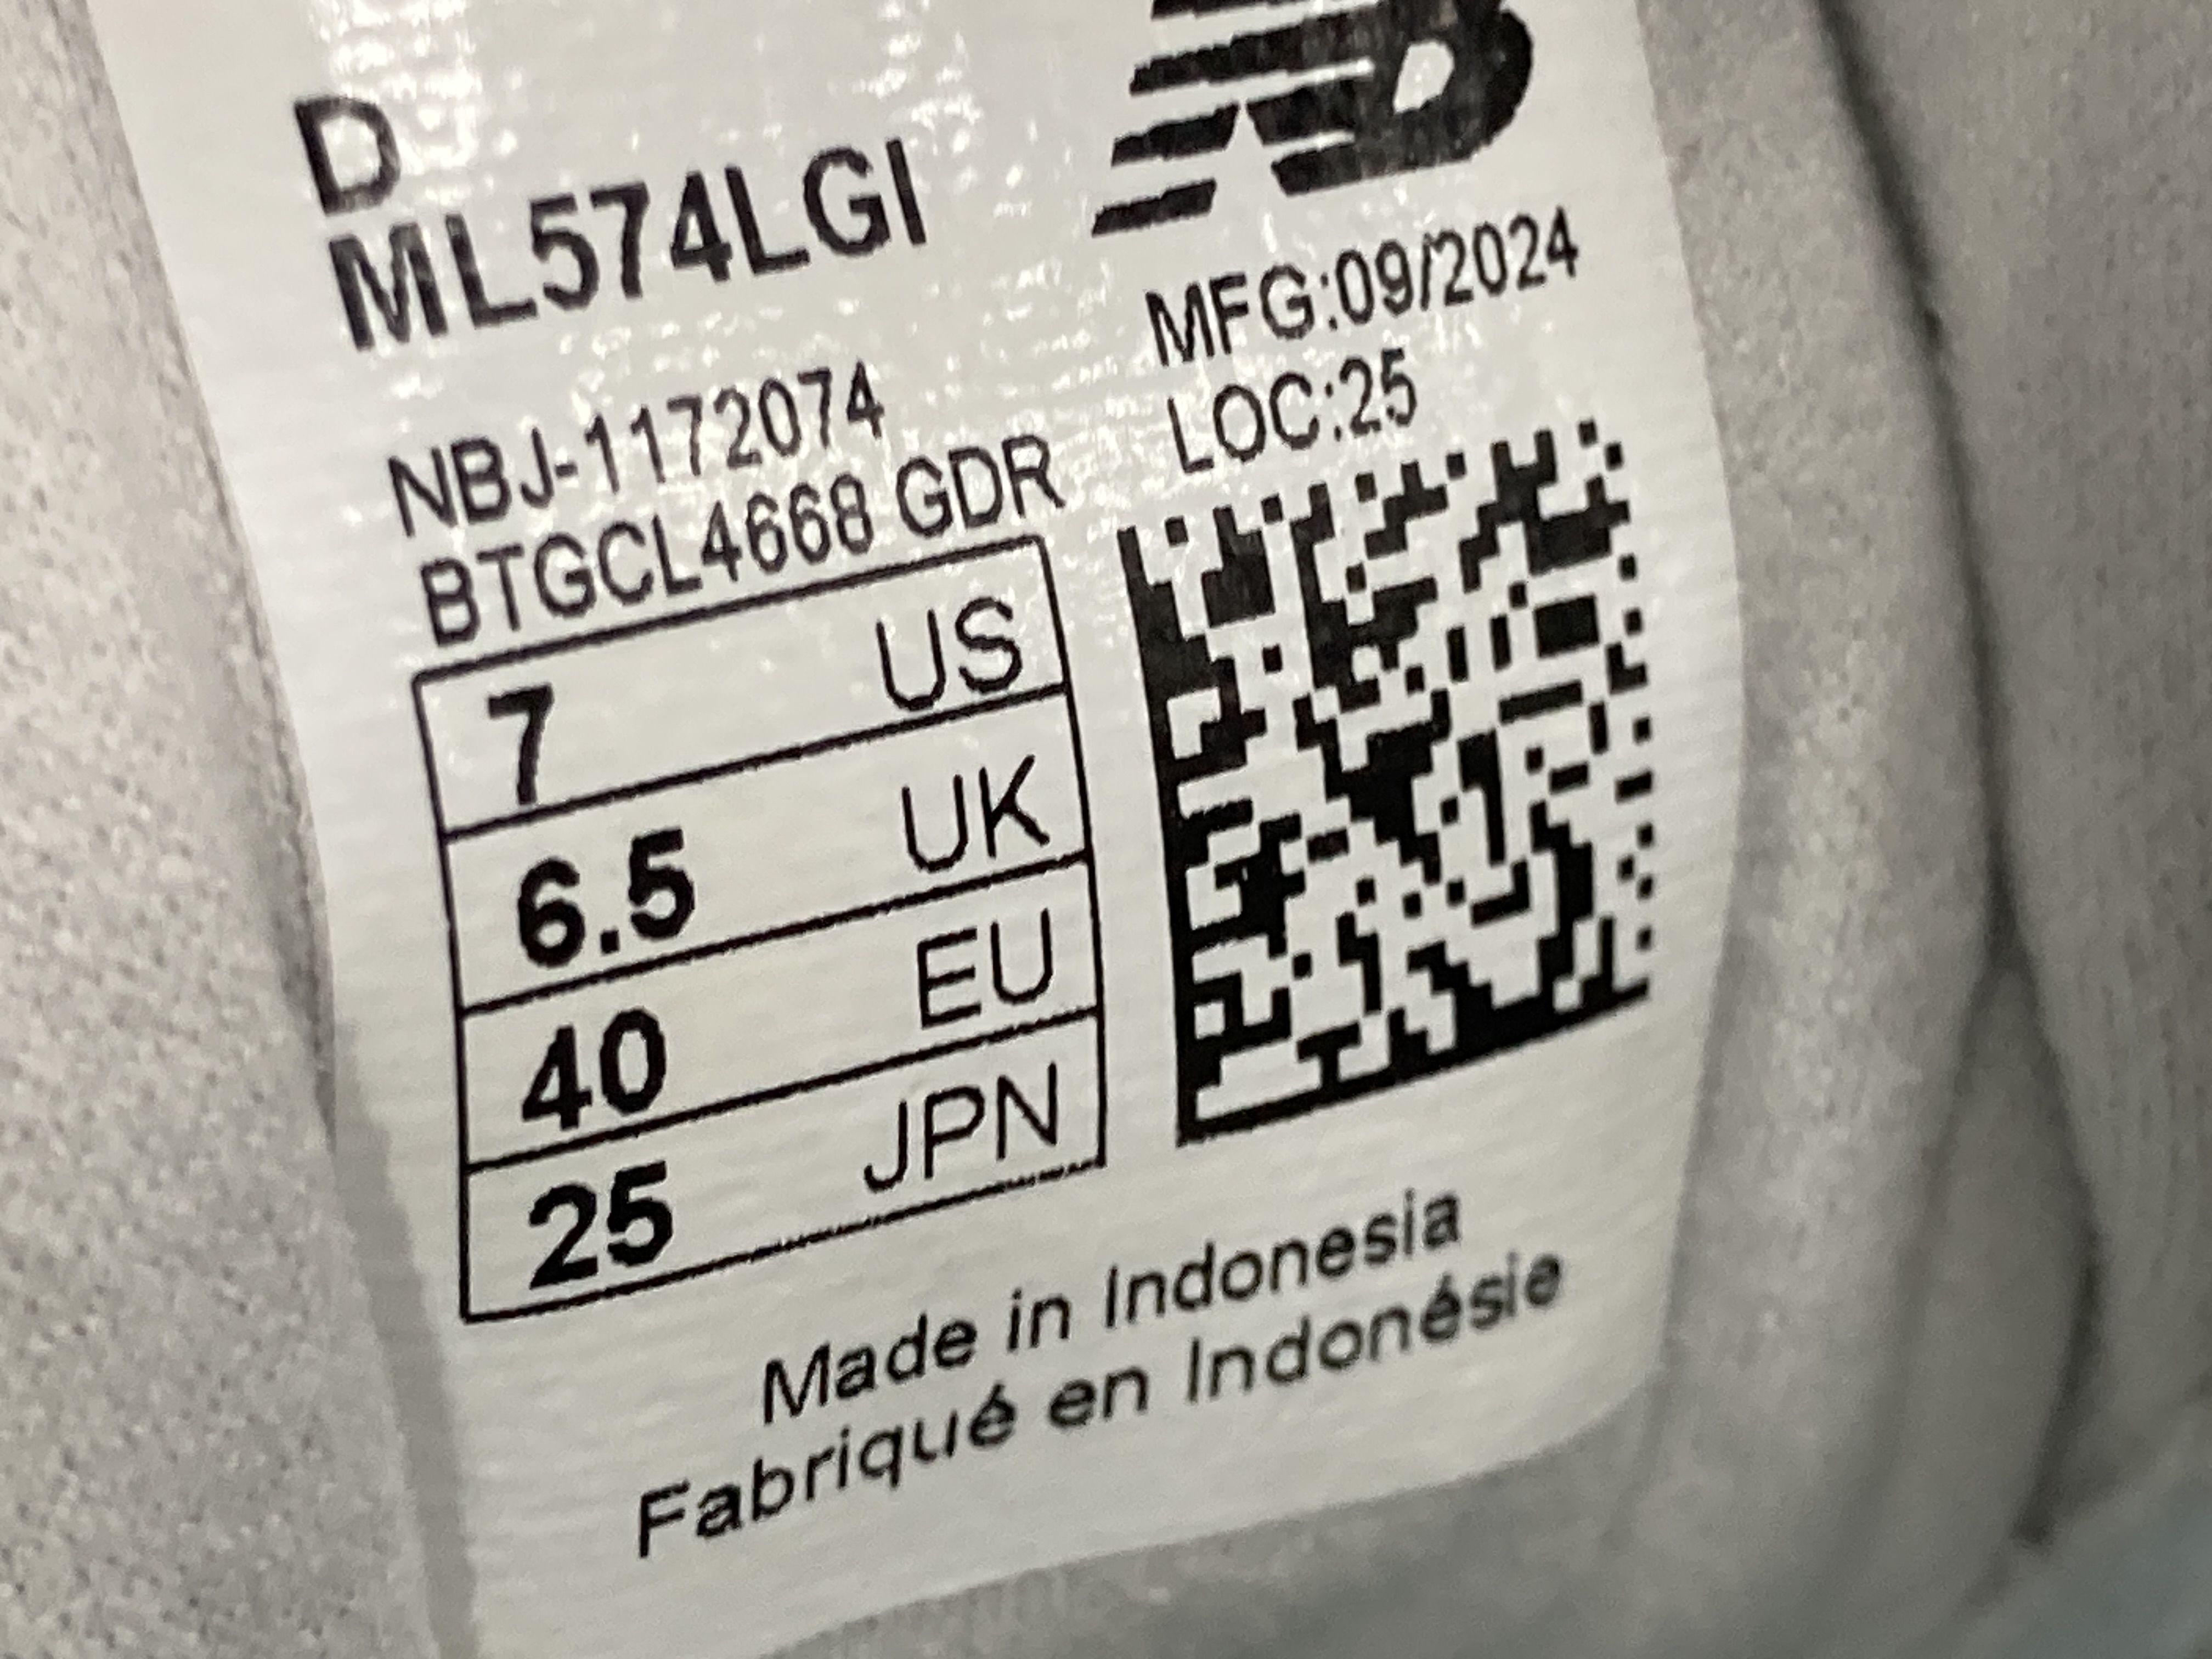 D
ML574LGI
NB
MFG:09/2024
LOC:25
NBJ-1172074
BTGCL4668 GDR
7 US
6.5 UK
40 EU
25 JPN
Made in Indonesia
Fabriqué en Indonésie